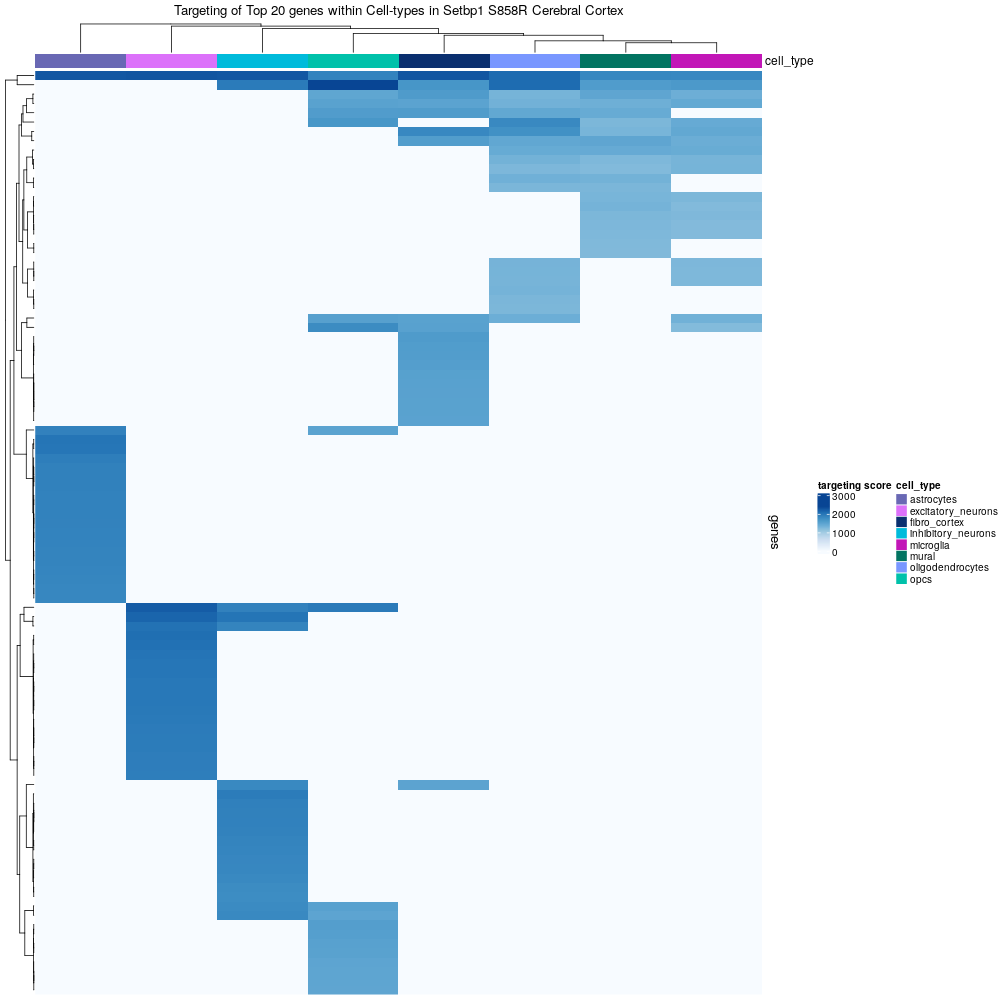 Targeting of Top 20 genes within Cell-types in Setbp1 S858R Cerebral Cortex
cell_type
genes
targeting score
3000
2000
1000
0
cell_type
astrocytes
excitatory_neurons
fibro_cortex
inhibitory_neurons
microglia
mural
oligodendrocytes
opcs